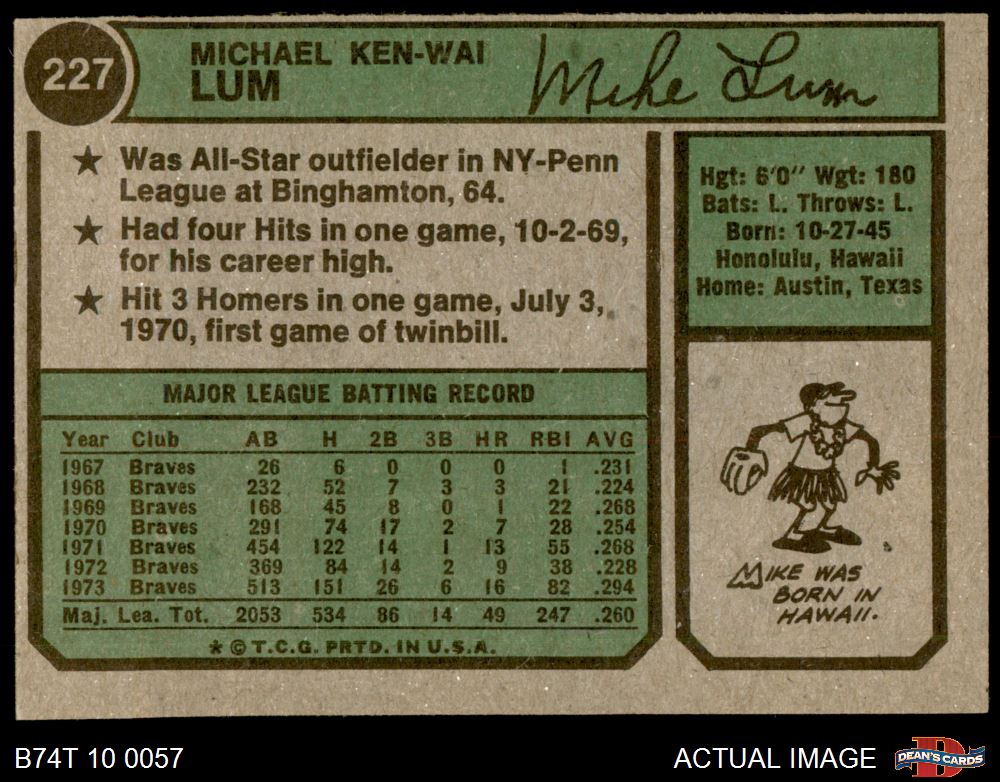 227
MICHAEL KEN-WAI
LUM
Mike Lum
★ Was All-Star outfielder in NY-Penn
League at Binghamton, 64.
★ Had four Hits in one game, 10-2-69,
for his career high.
★ Hit 3 Homers in one game, July 3,
1970, first game of twinbill.
Hgt: 6'0" Wgt: 180
Bats: L. Throws: L.
Born: 10-27-45
Honolulu, Hawaii
Home: Austin, Texas
MAJOR LEAGUE BATTING RECORD
Year Club AB H 2B 3B HR RBI AVG
1967 Braves 26 6 0 0 0 1 .231
1968 Braves 232 52 7 3 3 21 .224
1969 Braves 168 45 8 0 1 22 .268
1970 Braves 291 74 17 2 7 28 .254
1971 Braves 454 122 14 1 13 55 .268
1972 Braves 369 84 14 2 9 38 .228
1973 Braves 513 151 26 6 16 82 .294
Maj. Lea. Tot. 2053 534 86 14 49 247 .260
* © T.C.G. PRTD. IN U.S.A.
MIKE WAS
BORN IN
HAWAII.
B74T 10 0057
ACTUAL IMAGE
D
DEAN'S CARDS